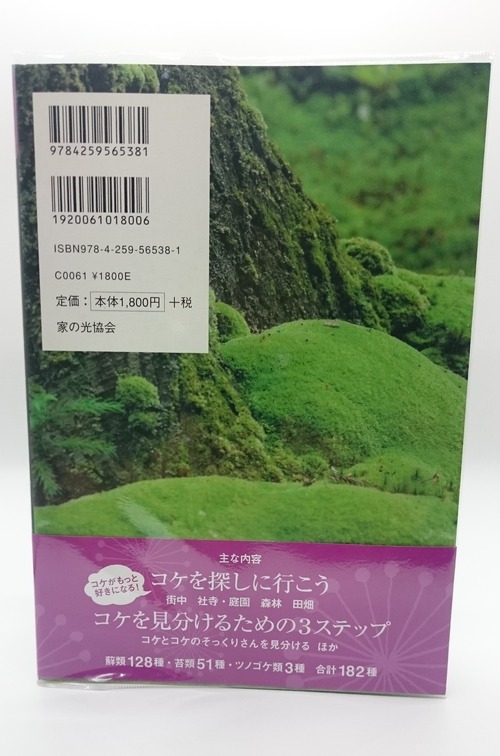 9784259565381
1920061018006
ISBN978-4-259-56538-1
C0061 ¥1800E
定価：本体1,800円＋税
家の光協会
主な内容
コケがもっと
好きになる！
コケを探しに行こう
街中 社寺・庭園 森林 田畑
コケを見分けるための3ステップ
コケとコケのそっくりさんを見分ける ほか
蘚類128種・苔類51種・ツノゴケ類3種 合計182種